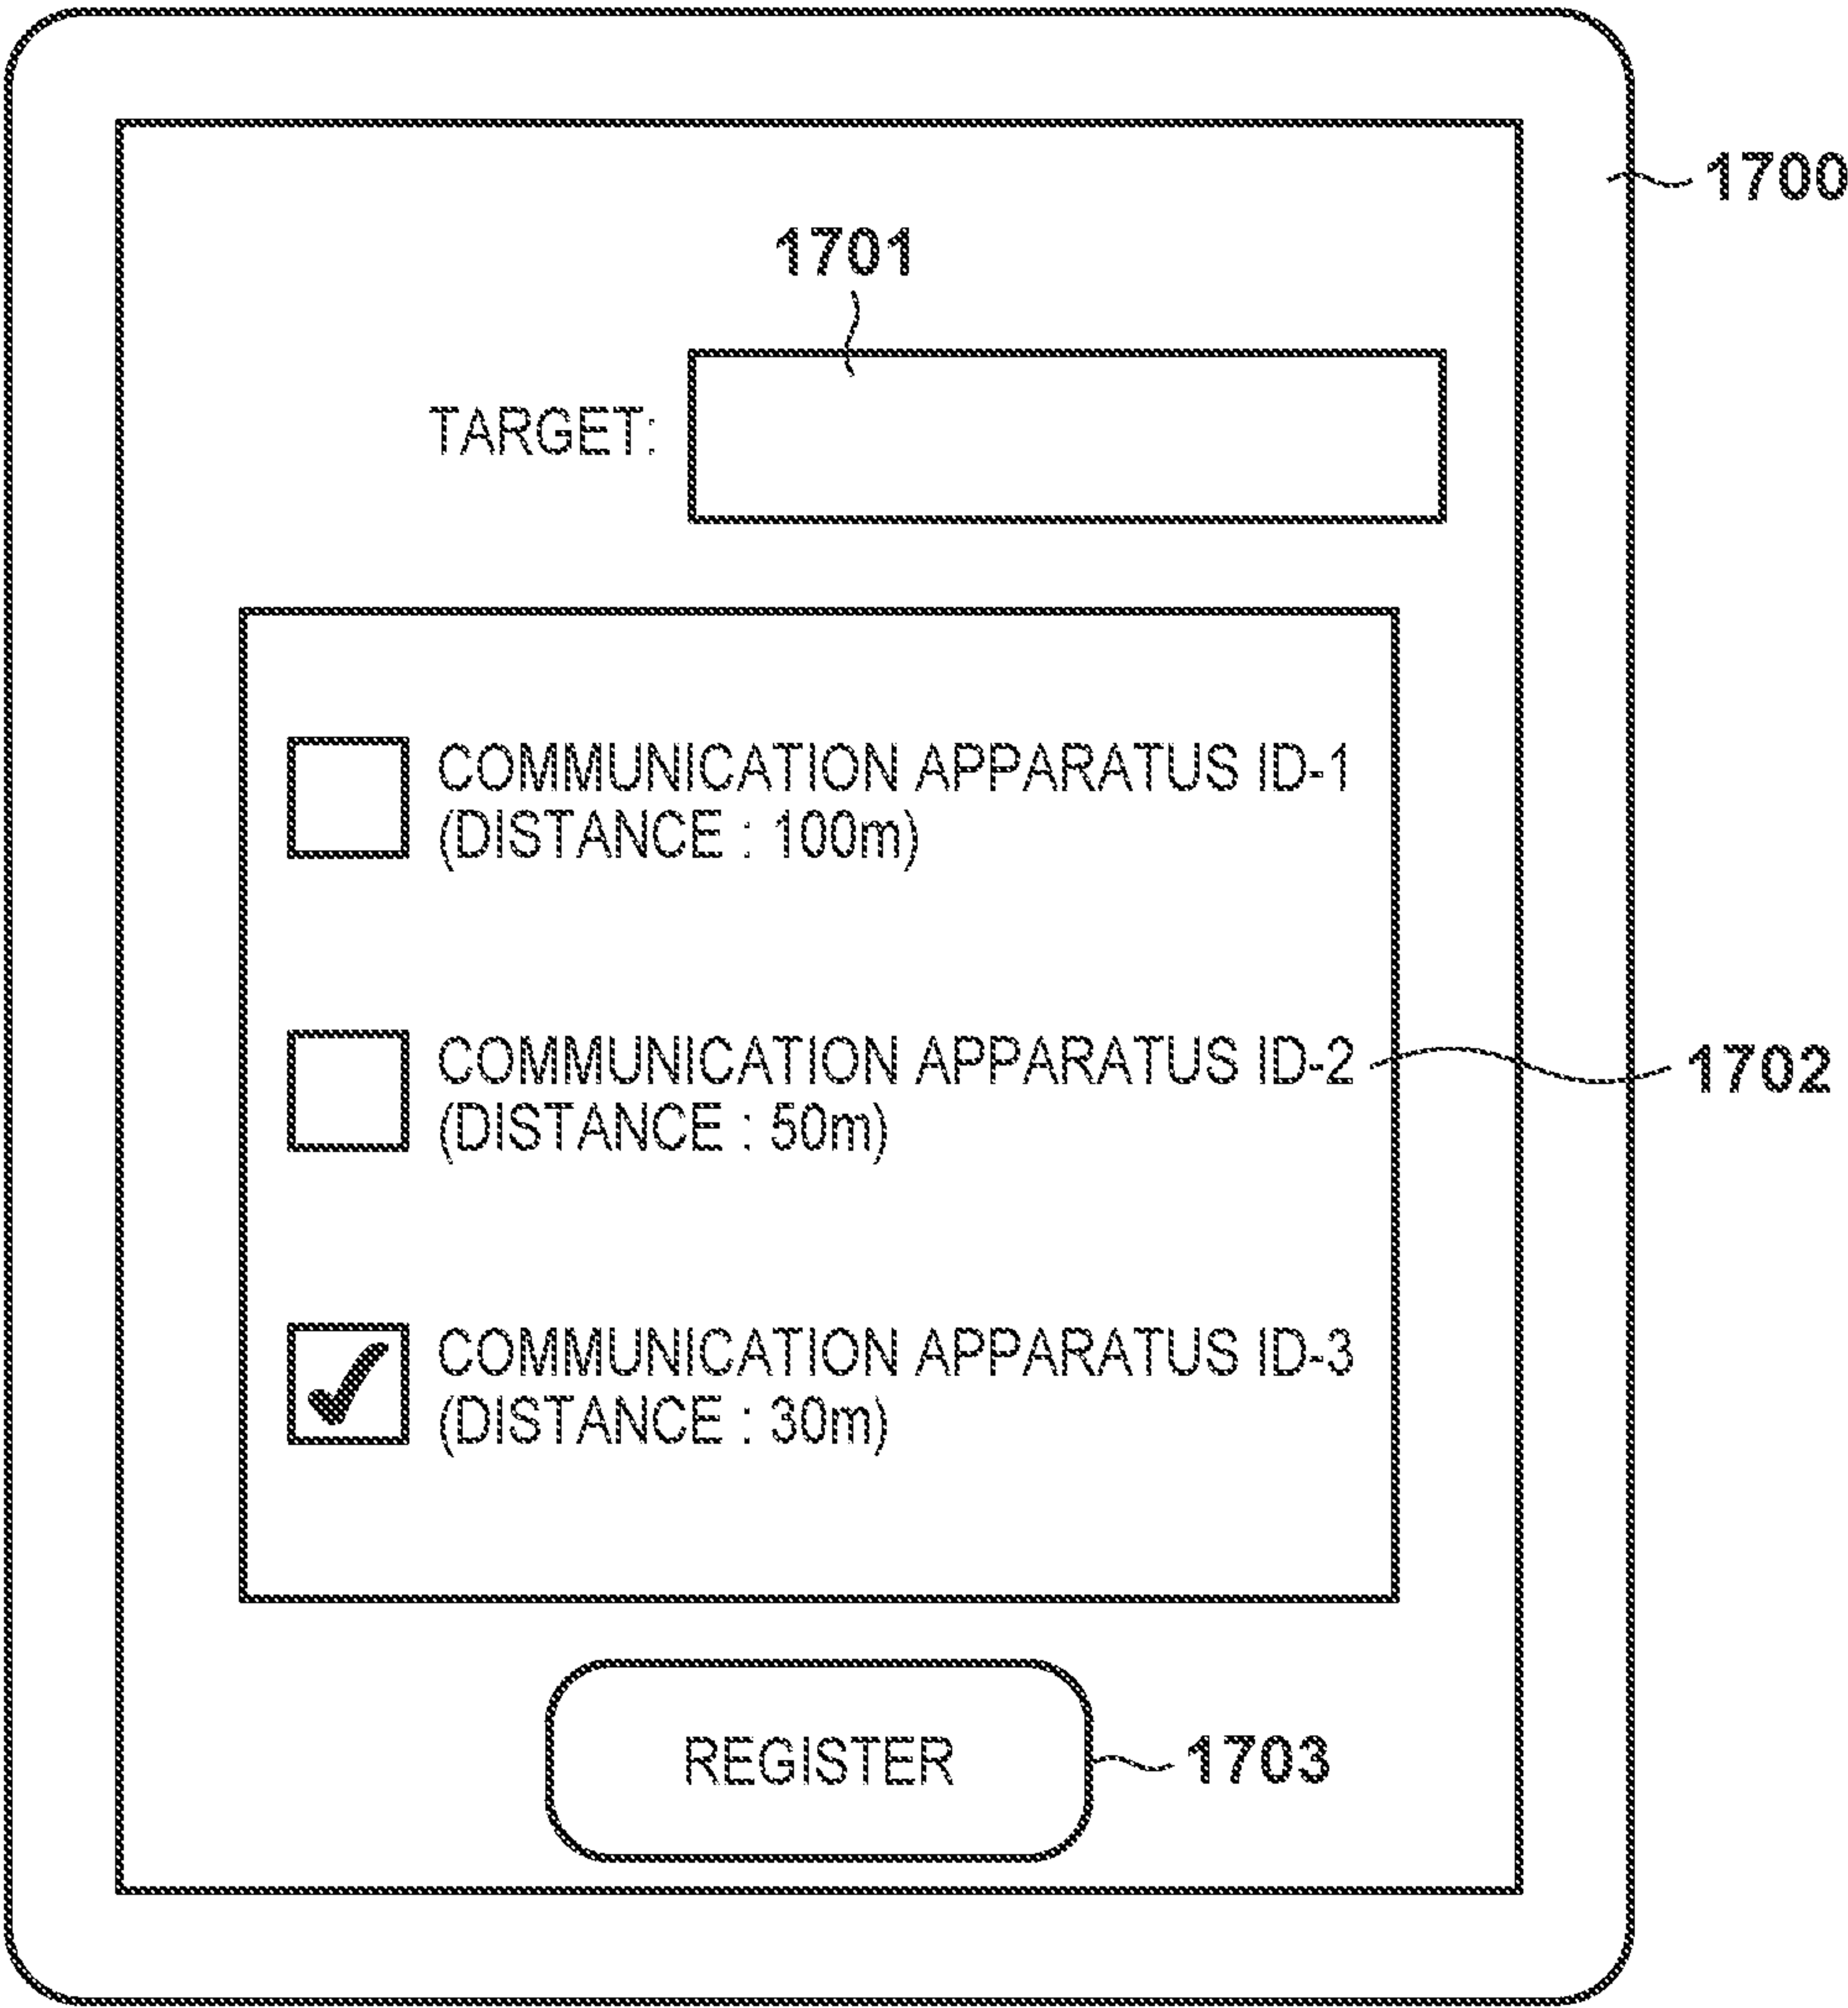 1700
1701
TARGET:
COMMUNICATION APPARATUS ID-1
(DISTANCE : 100m)
COMMUNICATION APPARATUS ID-2
(DISTANCE : 50m)
1702
COMMUNICATION APPARATUS ID-3
(DISTANCE : 30m)
REGISTER
1703